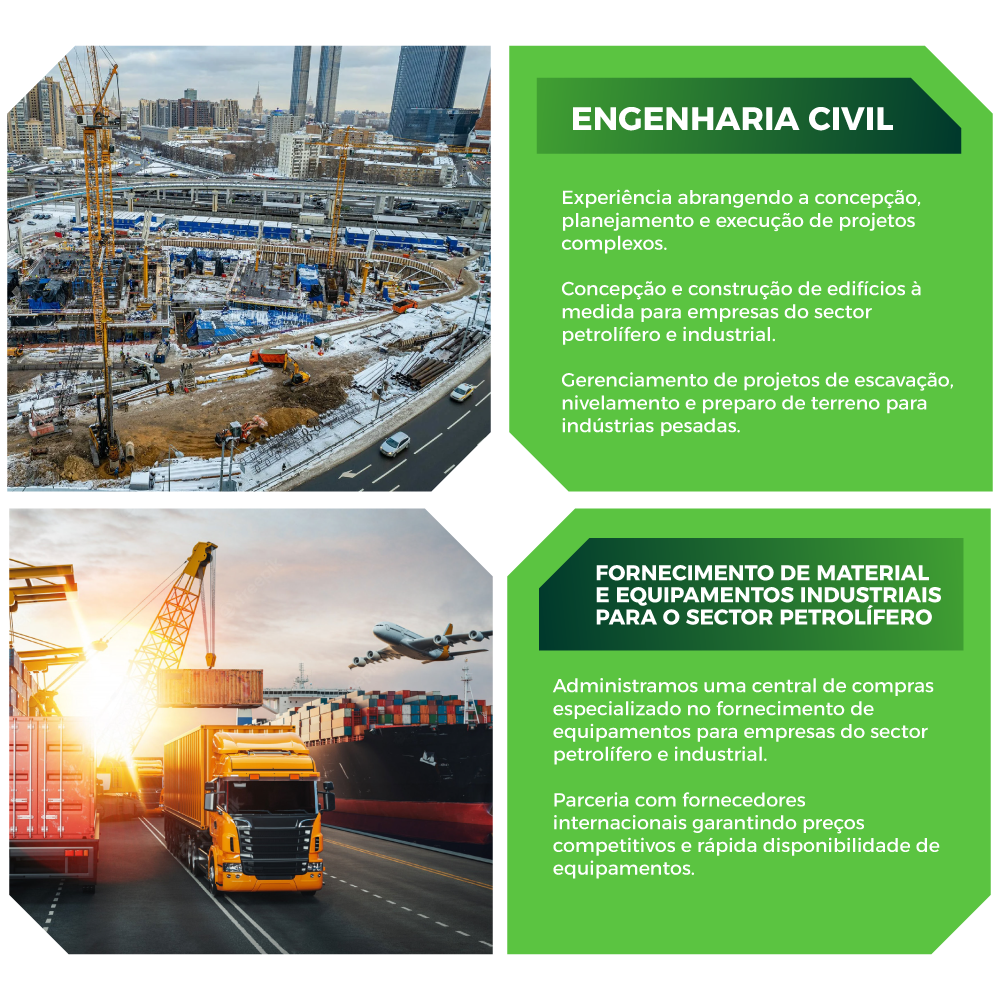 ENGENHARIA CIVIL
Experiência abrangendo a concepção,
planejamento e execução de projetos
complexos.
Concepção e construção de edifícios à
medida para empresas do sector
petrolífero e industrial.
Gerenciamento de projetos de escavação,
nivelamento e preparo de terreno para
indústrias pesadas.
FORNECIMENTO DE MATERIAL
E EQUIPAMENTOS INDUSTRIAIS
PARA O SECTOR PETROLÍFERO
Administramos uma central de compras
especializado no fornecimento de
equipamentos para empresas do sector
petrolífero e industrial.
Parceria com fornecedores
internacionais garantindo preços
competitivos e rápida disponibilidade de
equipamentos.